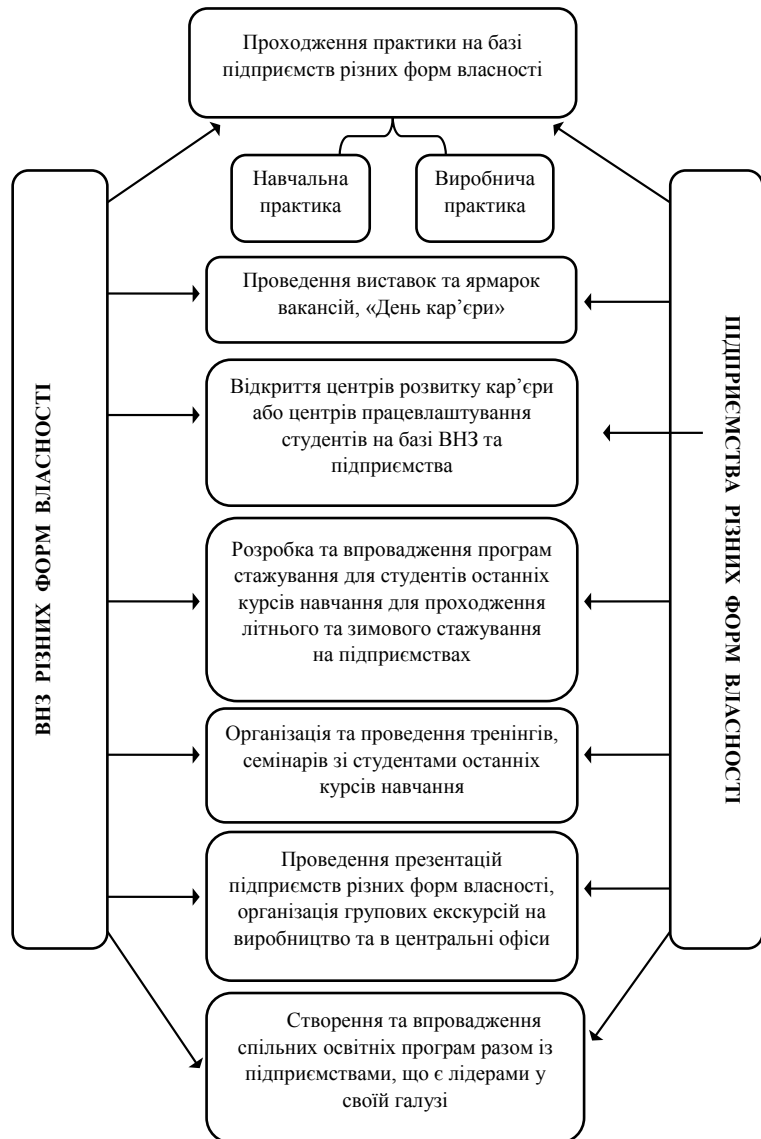 Проходження практики на базі
підприємств різних форм власності
Навчальна
практика
Виробнича
практика
Проведення виставок та ярмарок
вакансій, «День кар’єри»
Відкриття центрів розвитку кар’єри
або центрів працевлаштування
студентів на базі ВНЗ та
підприємства
Розробка та впровадження програм
стажування для студентів останніх
курсів навчання для проходження
літнього та зимового стажування
на підприємствах
Організація та проведення тренінгів,
семінарів зі студентами останніх
курсів навчання
Проведення презентацій
підприємств різних форм власності,
організація групових екскурсій на
виробництво та в центральні офіси
Створення та впровадження
спільних освітніх програм разом із
підприємствами, що є лідерами у
своїй галузі
ВНЗ РІЗНИХ ФОРМ ВЛАСНОСТІ
ПІДПРИЄМСТВА РІЗНИХ ФОРМ ВЛАСНОСТІ